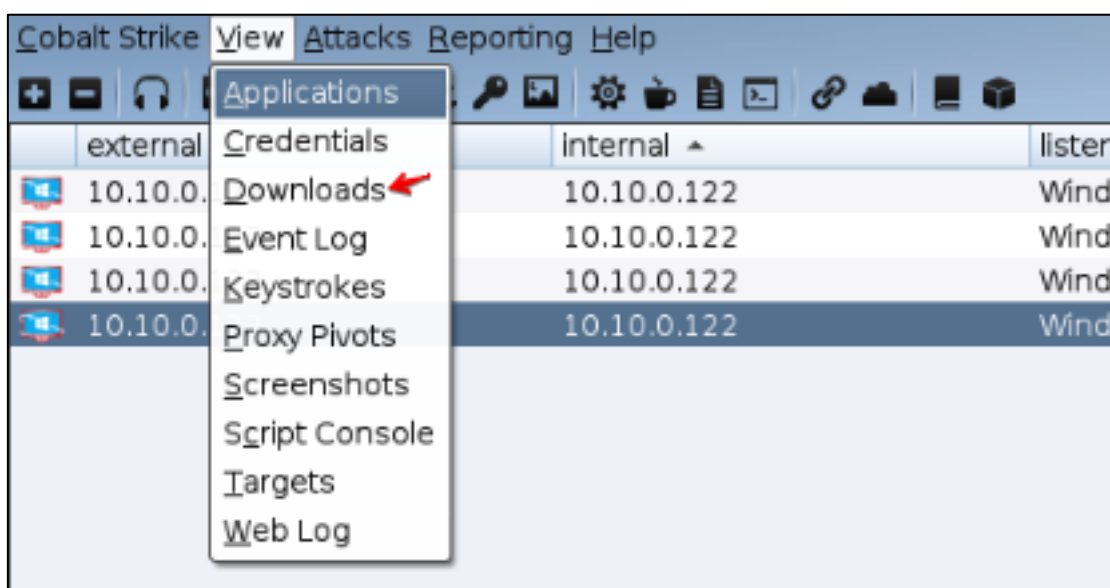 Cobalt Strike View Attacks Reporting Help
Applications
external internal
Credentials
10.10.0. Downloads 10.10.0.122
10.10.0. Event Log 10.10.0.122
10.10.0. Keystrokes 10.10.0.122
10.10.0. Proxy Pivots 10.10.0.122
Screenshots
Script Console
Targets
Web Log